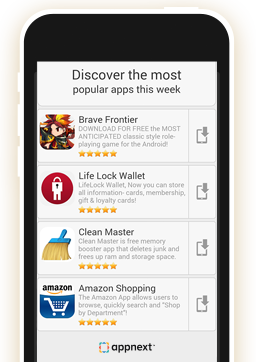 Discover the most
popular apps this week
Brave Frontier
DOWNLOAD FOR FREE the MOST
ANTICIPATED classic style role-
playing game for the Android!
Life Lock Wallet
LifeLock Wallet, Now you can store
all information- cards, membership,
gift & loyalty cards!
Clean Master
Clean Master is free memory
booster app that deletes junk and
frees up ram and storage space.
amazon
Amazon Shopping
The Amazon App allows users to
browse, quickly search and "Shop
by Department"!
appnext™